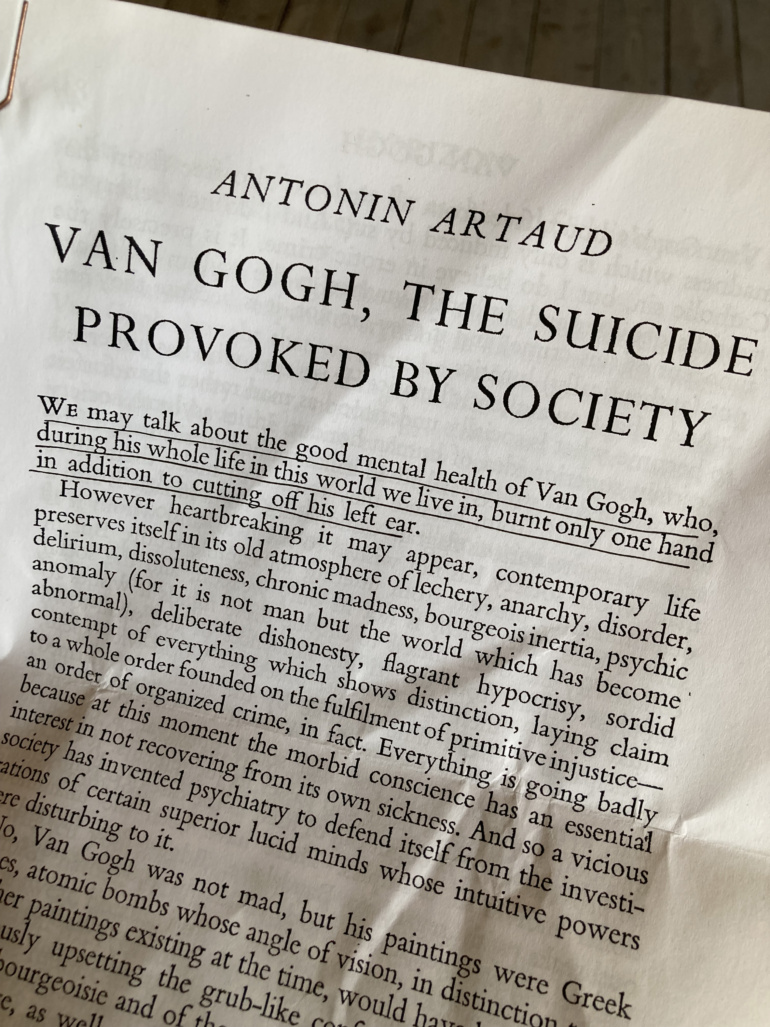 ANTONIN ARTAUD
VAN GOGH, THE SUICIDE
PROVOKED BY SOCIETY
WE may talk about the good mental health of Van Gogh, who,
during his whole life in this world we live in, burnt only one hand
in addition to cutting off his left ear.
However heartbreaking it may appear, contemporary life
preserves itself in its old atmosphere of lechery, anarchy, disorder,
delirium, dissoluteness, chronic madness, bourgeois inertia, psychic
anomaly (for it is not man but the world which has become
abnormal), deliberate dishonesty, flagrant hypocrisy, sordid
contempt of everything which shows distinction, laying claim
to a whole order founded on the fulfilment of primitive injustice—
an order of organized crime, in fact. Everything is going badly
because at this moment the morbid conscience has an essential
interest in not recovering from its own sickness. And so a vicious
society has invented psychiatry to defend itself from the investi-
ations of certain superior lucid minds whose intuitive powers
ere disturbing to it.
No, Van Gogh was not mad, but his paintings were Greek
es, atomic bombs whose angle of vision, in distinction
her paintings existing at the time, would have
usly upsetting the grub-like
bourgeoisie and of the
e, as well